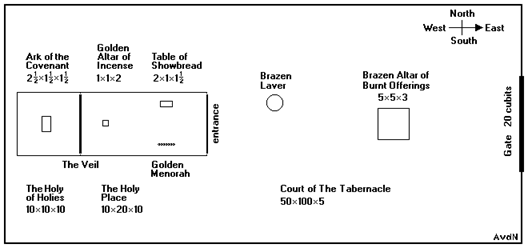 North
West East
South
Ark of the
Covenant
2½×1½×1½
Golden
Altar of
Incense
1×1×2
Table of
Showbread
2×1×1½
Brazen
Laver
Brazen Altar of
Burnt Offerings
5×5×3
entrance
Gate 20 cubits
The Veil
Golden
Menorah
The Holy
of Holies
10×10×10
The Holy
Place
10×20×10
Court of The Tabernacle
50×100×5
AvdN